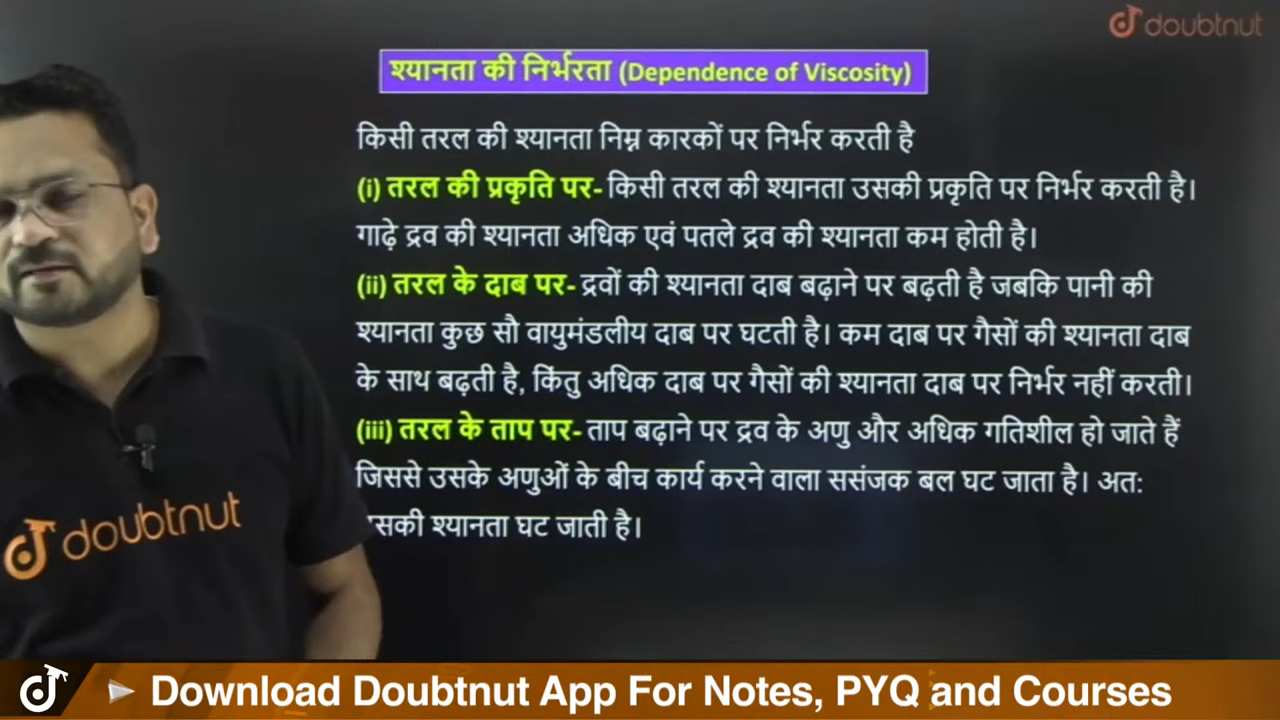 doubtnut
श्यानता की निर्भरता (Dependence of Viscosity)
किसी तरल की श्यानता निम्न कारकों पर निर्भर करती है
(i) तरल की प्रकृति पर- किसी तरल की श्यानता उसकी प्रकृति पर निर्भर करती है।
गाढ़े द्रव की श्यानता अधिक एवं पतले द्रव की श्यानता कम होती है।
(ii) तरल के दाब पर- द्रवों की श्यानता दाब बढ़ाने पर बढ़ती है जबकि पानी की
श्यानता कुछ सौ वायुमंडलीय दाब पर घटती है। कम दाब पर गैसों की श्यानता दाब
के साथ बढ़ती है, किंतु अधिक दाब पर गैसों की श्यानता दाब पर निर्भर नहीं करती।
(iii) तरल के ताप पर- ताप बढ़ाने पर द्रव के अणु और अधिक गतिशील हो जाते हैं
जिससे उसके अणुओं के बीच कार्य करने वाला ससंजक बल घट जाता है। अत:
सकी श्यानता घट जाती है।
doubtnut
Download Doubtnut App For Notes, PYQ and Courses